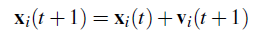 xᵢ(t + 1) = xᵢ(t) + vᵢ(t + 1)